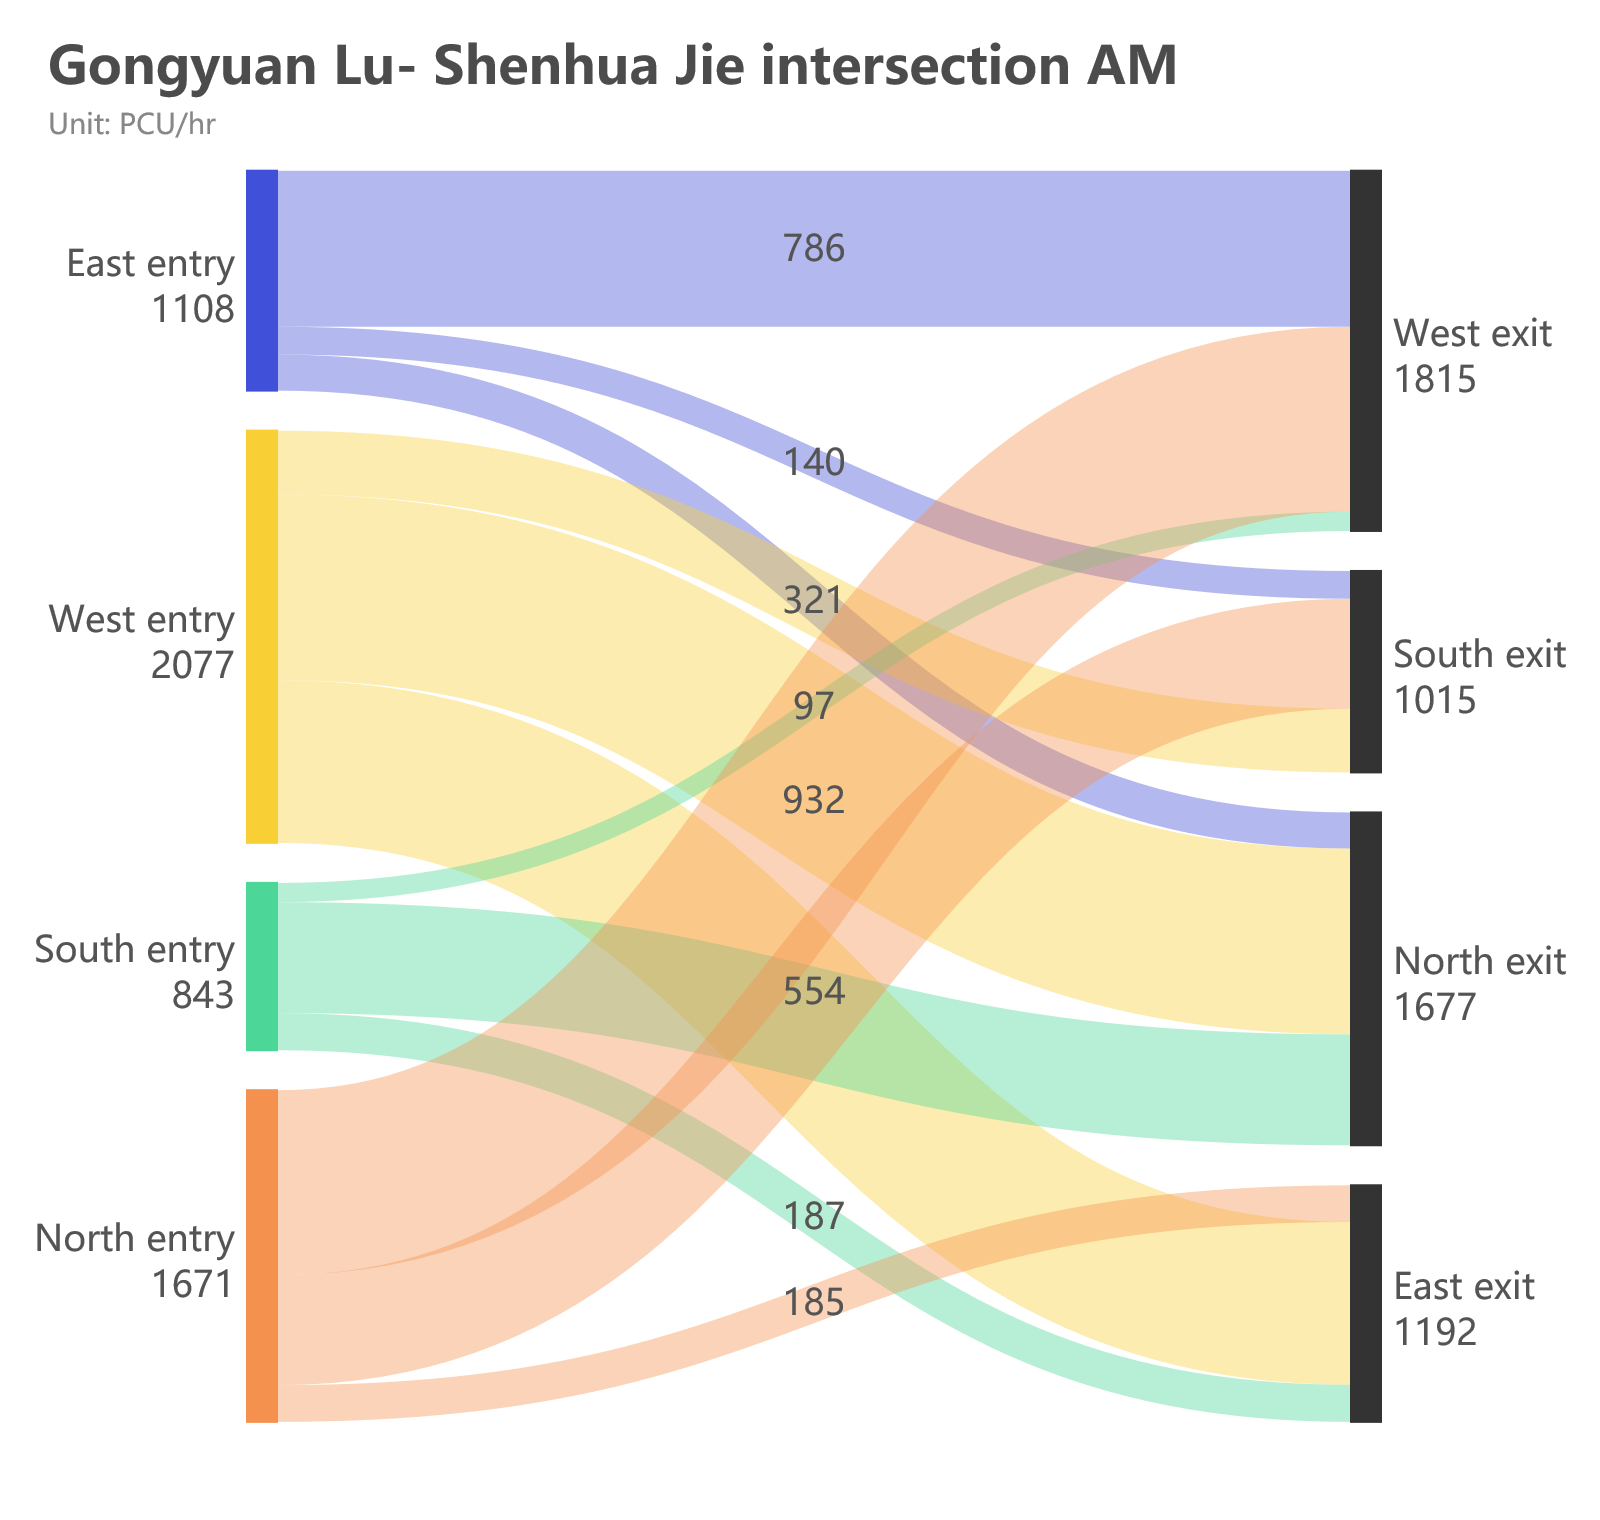 Gongyuan Lu- Shenhua Jie intersection AM
Unit: PCU/hr
East entry
1108
West entry
2077
South entry
843
North entry
1671
786
140
321
97
932
554
187
185
West exit
1815
South exit
1015
North exit
1677
East exit
1192